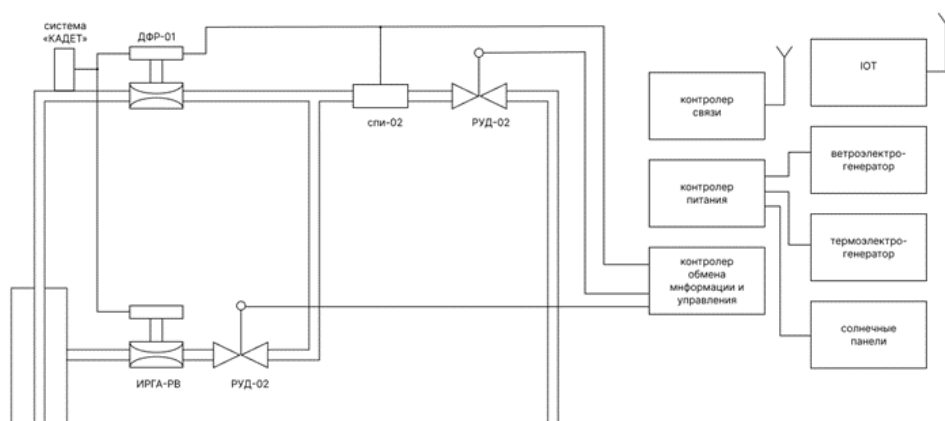 система
«КАДЕТ»
ДФР-01
спи-02
РУД-02
ИРГА-РВ
РУД-02
контролер
связи
IOT
контролер
питания
ветроэлектро-
генератор
термоэлектро-
генератор
контролер
обмена
мнформации и
управления
солнечные
панели